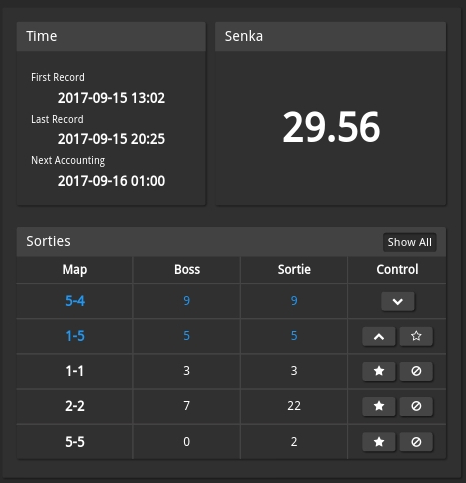 Time
First Record
2017-09-15 13:02
Last Record
2017-09-15 20:25
Next Accounting
2017-09-16 01:00
Senka
29.56
Sorties Show All
Map Boss Sortie Control
5-4 9 9
1-5 5 5
1-1 3 3
2-2 7 22
5-5 0 2